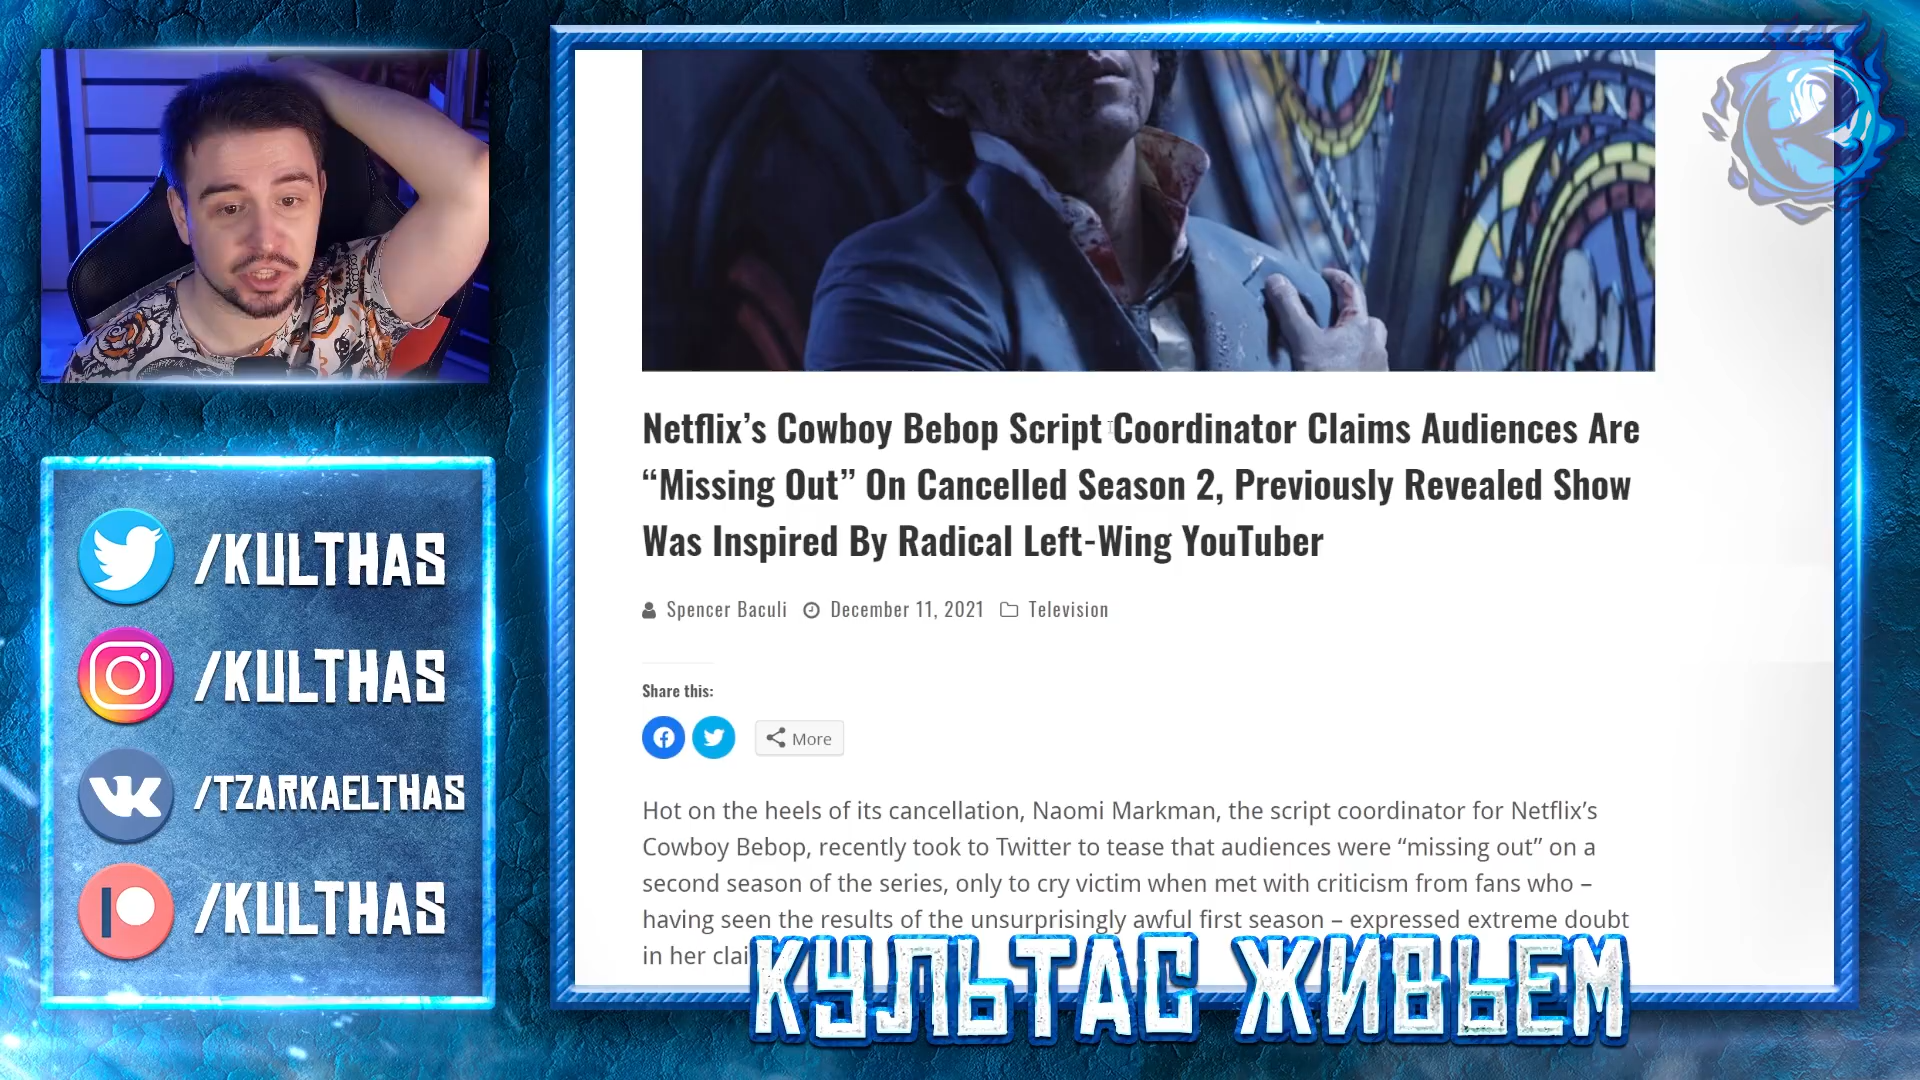 Netflix’s Cowboy Bebop Script Coordinator Claims Audiences Are
“Missing Out” On Cancelled Season 2, Previously Revealed Show
Was Inspired By Radical Left-Wing YouTuber
Spencer Baculi December 11, 2021 Television
Share this:
More
Hot on the heels of its cancellation, Naomi Markman, the script coordinator for Netflix’s
Cowboy Bebop, recently took to Twitter to tease that audiences were “missing out” on a
second season of the series, only to cry victim when met with criticism from fans who –
having seen the results of the unsurprisingly awful first season – expressed extreme doubt
in her clai
/KULTHAS
/KULTHAS
/TZARKAELTHAS
/KULTHAS
КУЛЬТАС ЖИВЬЕМ